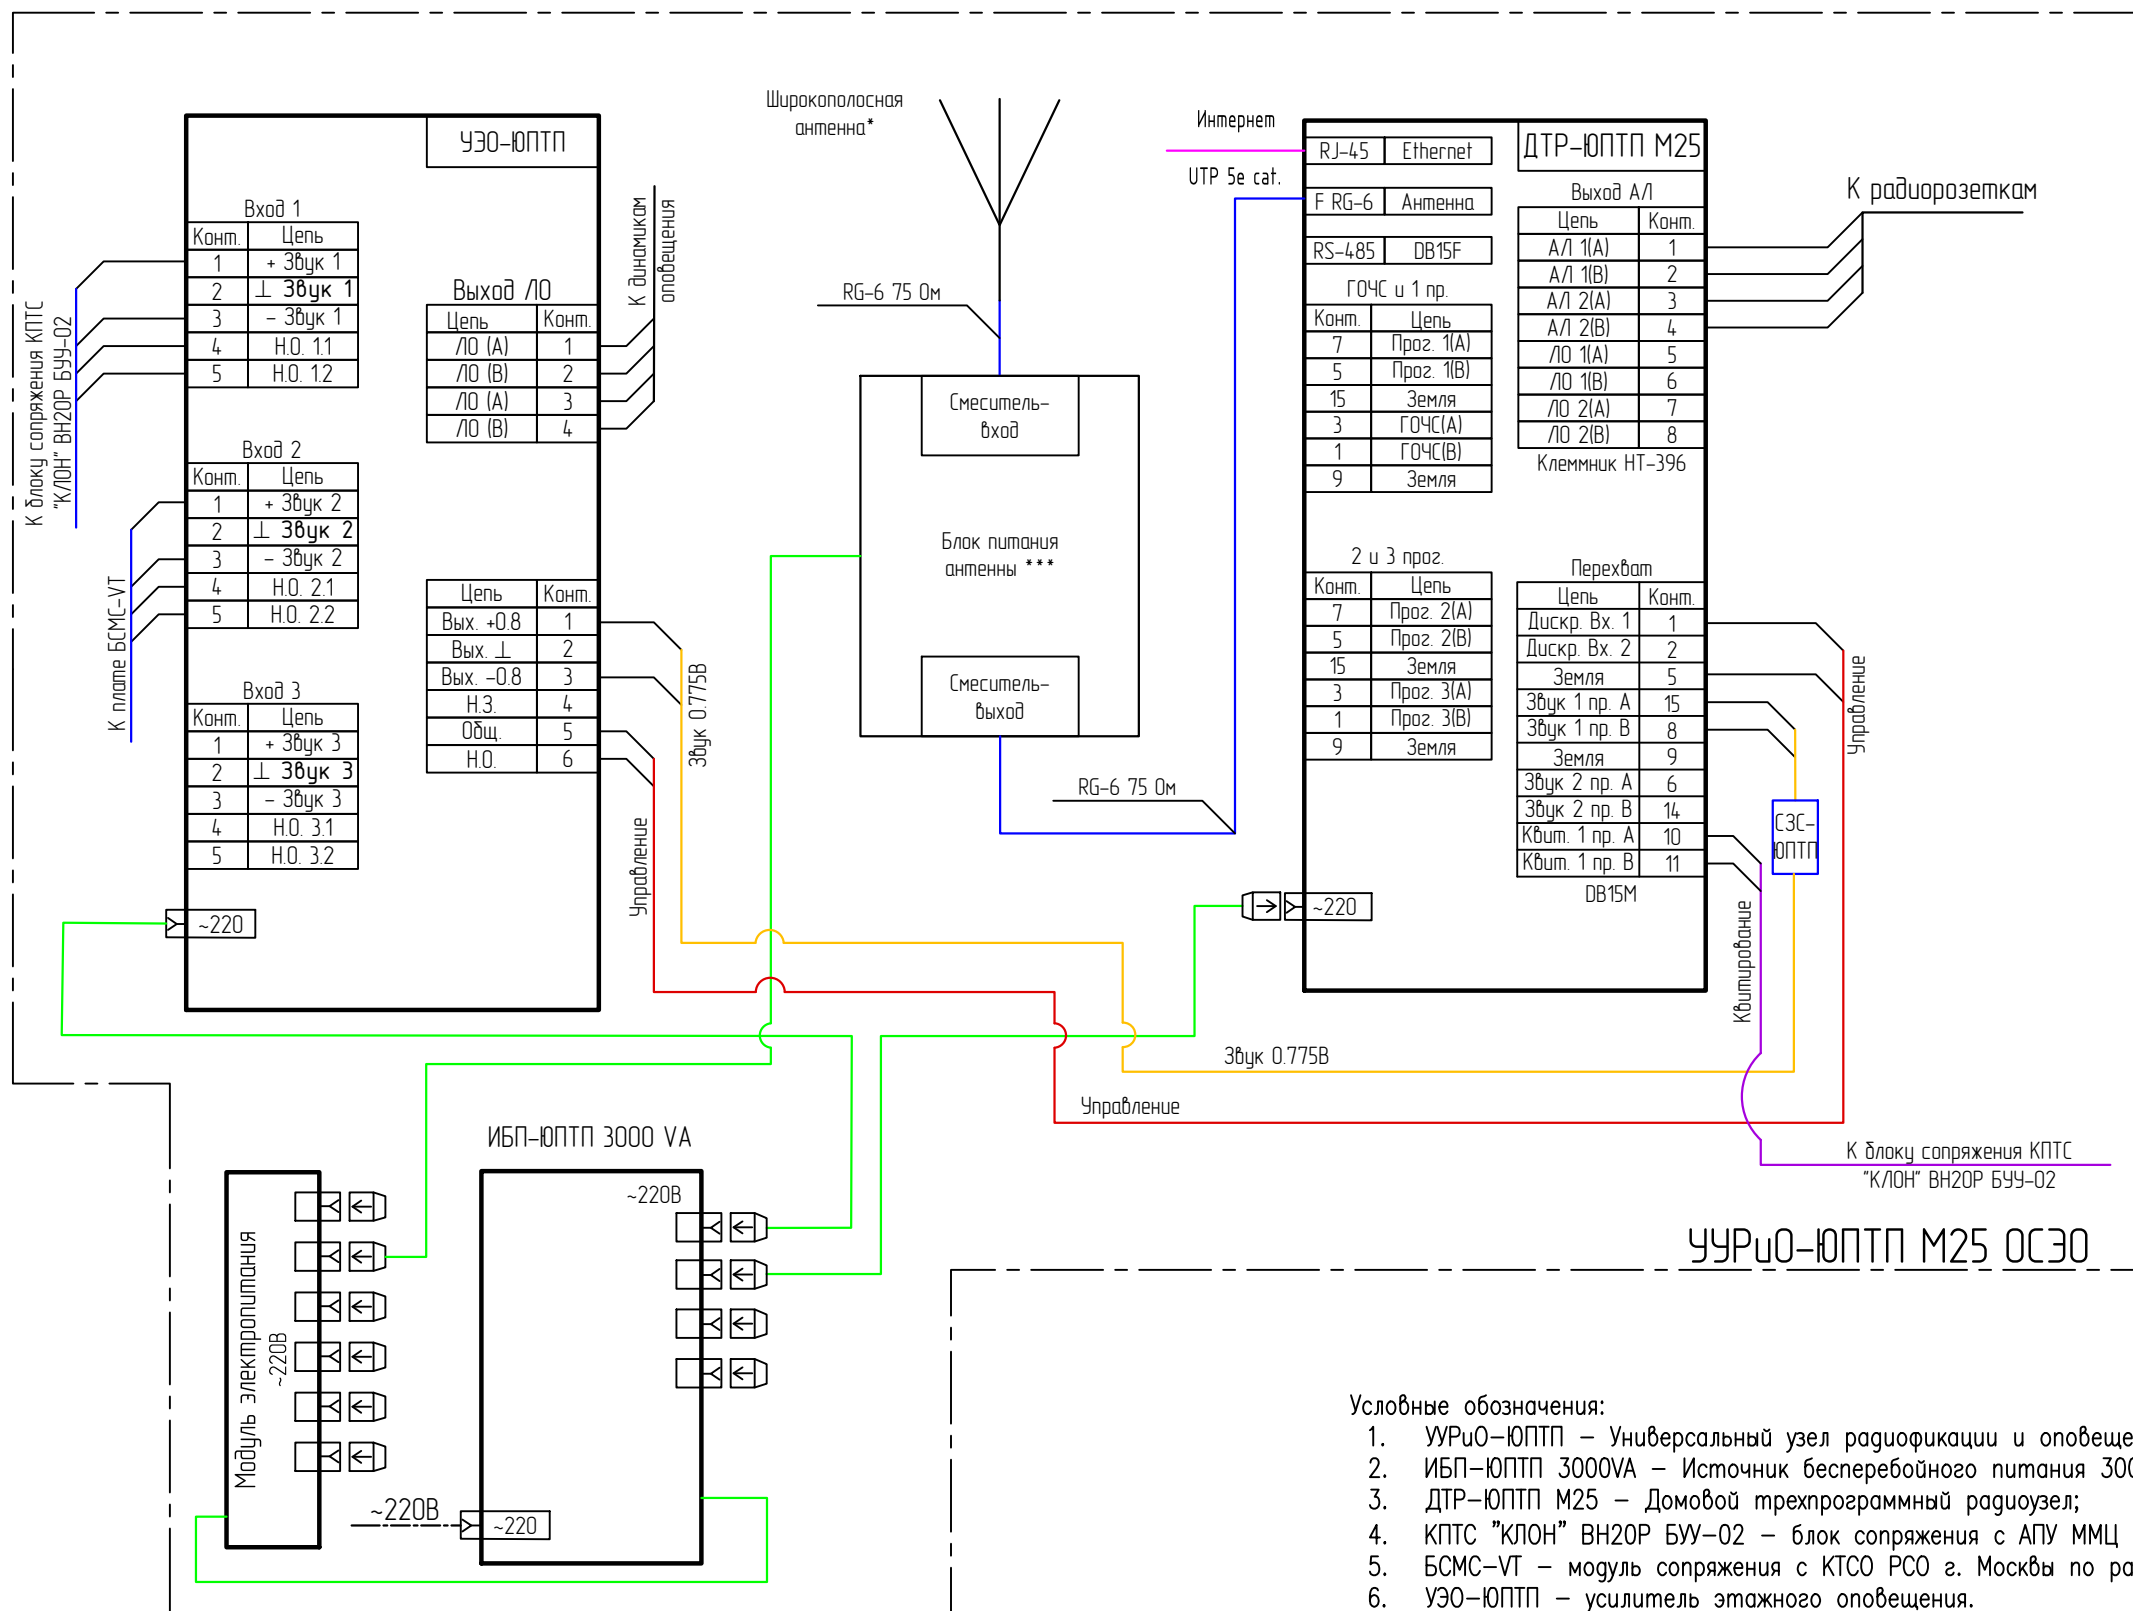 УЭО-ЮПТП
Вход 1
Конт. Цепь
1 + Звук 1
2 ⊥ Звук 1
3 - Звук 1
4 Н.О. 1.1
5 Н.О. 1.2
К блоку сопряжения КПТС
"КЛОН" ВН20Р БУУ-02
Вход 2
Конт. Цепь
1 + Звук 2
2 ⊥ Звук 2
3 - Звук 2
4 Н.О. 2.1
5 Н.О. 2.2
К плате БСМС-VT
Вход 3
Конт. Цепь
1 + Звук 3
2 ⊥ Звук 3
3 - Звук 3
4 Н.О. 3.1
5 Н.О. 3.2
~220
Выход ЛО
Цепь Конт.
ЛО (А) 1
ЛО (В) 2
ЛО (А) 3
ЛО (В) 4
К динамикам
оповещения
Цепь Конт.
Вых. +0.8 1
Вых. ⊥ 2
Вых. -0.8 3
Н.З. 4
Общ. 5
Н.О. 6
Звук 0.775В
Управление
Широкополосная
антенна*
RG-6 75 Ом
Смеситель-
вход
Блок питания
антенны ***
Смеситель-
выход
RG-6 75 Ом
Интернет
UTP 5e cat.
ДТР-ЮПТП М25
RJ-45 Ethernet
F RG-6 Антенна
RS-485 DB15F
ГОЧС и 1 пр.
Конт. Цепь
7 Прог. 1(А)
5 Прог. 1(В)
15 Земля
3 ГОЧС(А)
1 ГОЧС(В)
9 Земля
2 и 3 прог.
Конт. Цепь
7 Прог. 2(А)
5 Прог. 2(В)
15 Земля
3 Прог. 3(А)
1 Прог. 3(В)
9 Земля
~220
Выход АЛ
Цепь Конт.
АЛ 1(А) 1
АЛ 1(В) 2
АЛ 2(А) 3
АЛ 2(В) 4
ЛО 1(А) 5
ЛО 1(В) 6
ЛО 2(А) 7
ЛО 2(В) 8
Клеммник НТ-396
К радиорозеткам
Перехват
Цепь Конт.
Дискр. Вх. 1 1
Дискр. Вх. 2 2
Земля 5
Звук 1 пр. А 15
Звук 1 пр. В 8
Земля 9
Звук 2 пр. А 6
Звук 2 пр. В 14
Квит. 1 пр. А 10
Квит. 1 пр. В 11
DB15M
Управление
СЗС-
ЮПТП
Квитирование
Звук 0.775В
Управление
К блоку сопряжения КПТС
"КЛОН" ВН20Р БУУ-02
УУРиО-ЮПТП М25 ОСЭО
Модуль электропитания
~220В
ИБП-ЮПТП 3000 VA
~220В
~220В
~220
Условные обозначения:
1. УУРиО-ЮПТП - Универсальный узел радиофикации и оповеще
2. ИБП-ЮПТП 3000VA - Источник бесперебойного питания 300
3. ДТР-ЮПТП М25 - Домовой трехпрограммный радиоузел;
4. КПТС "КЛОН" ВН20Р БУУ-02 - блок сопряжения с АПУ ММЦ
5. БСМС-VT - модуль сопряжения с КТСО РСО г. Москвы по ра
6. УЭО-ЮПТП - усилитель этажного оповещения.